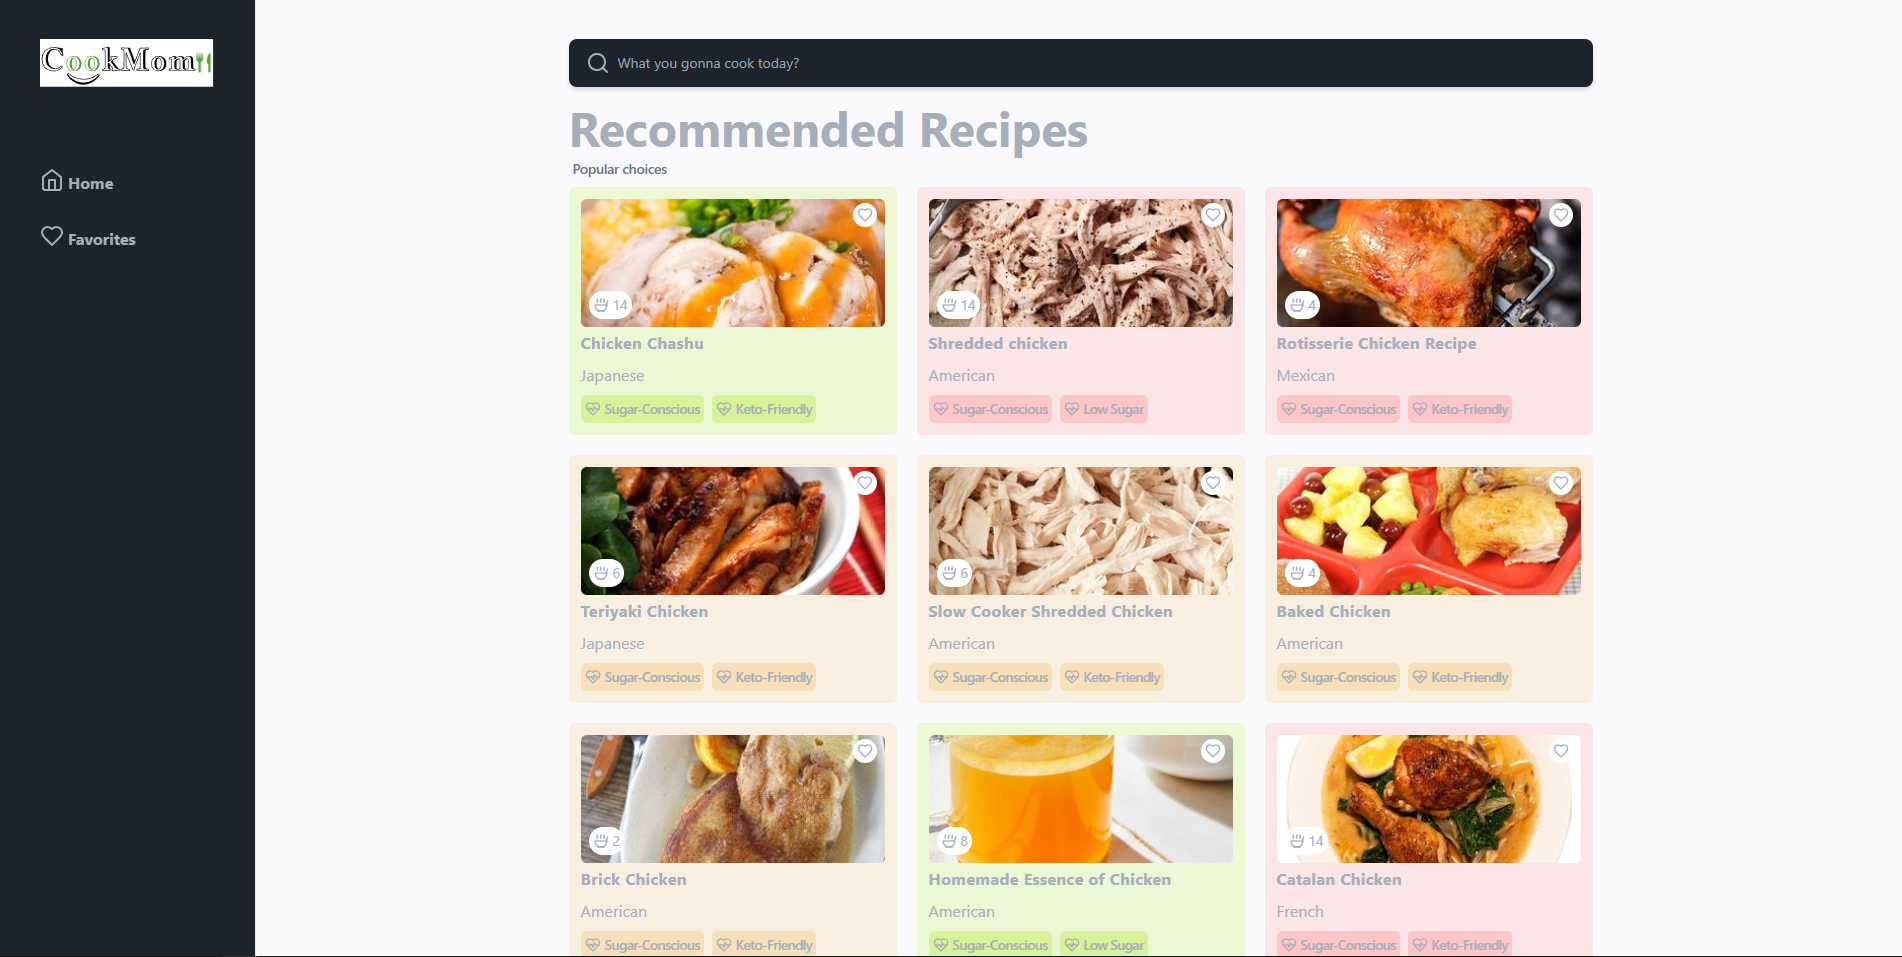 CookMom
Home
Favorites
What you gonna cook today?
Recommended Recipes
Popular choices
14
Chicken Chashu
Japanese
Sugar-Conscious Keto-Friendly
14
Shredded chicken
American
Sugar-Conscious Low Sugar
4
Rotisserie Chicken Recipe
Mexican
Sugar-Conscious Keto-Friendly
6
Teriyaki Chicken
Japanese
Sugar-Conscious Keto-Friendly
6
Slow Cooker Shredded Chicken
American
Sugar-Conscious Keto-Friendly
4
Baked Chicken
American
Sugar-Conscious Keto-Friendly
2
Brick Chicken
American
Sugar-Conscious Keto-Friendly
8
Homemade Essence of Chicken
American
Sugar-Conscious Low Sugar
14
Catalan Chicken
French
Sugar-Conscious Keto-Friendly